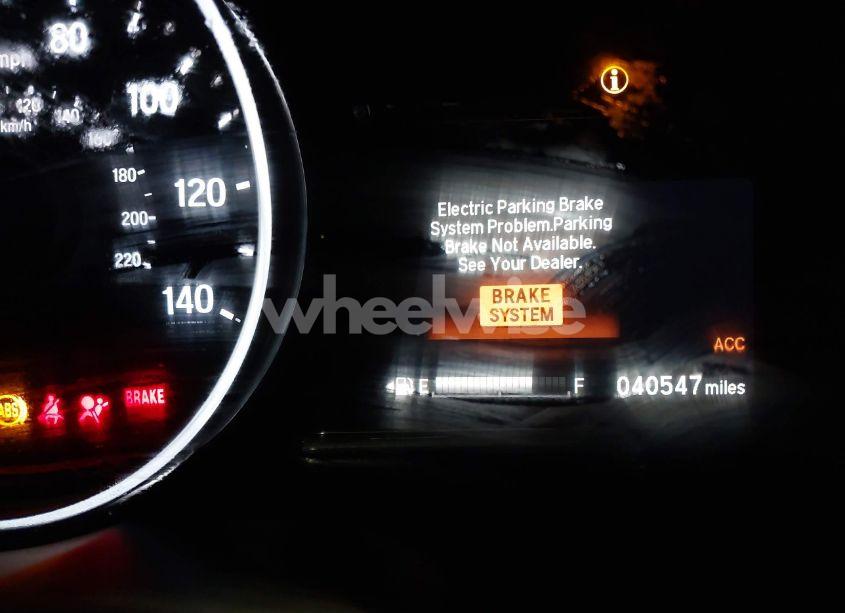 80
mph
100
120
140
km/h
160
180
120
200
220
140
ABS
BRAKE
i
Electric Parking Brake
System Problem.Parking
Brake Not Available.
See Your Dealer.
BRAKE
SYSTEM
wheelwise
ACC
E
F
040547 miles